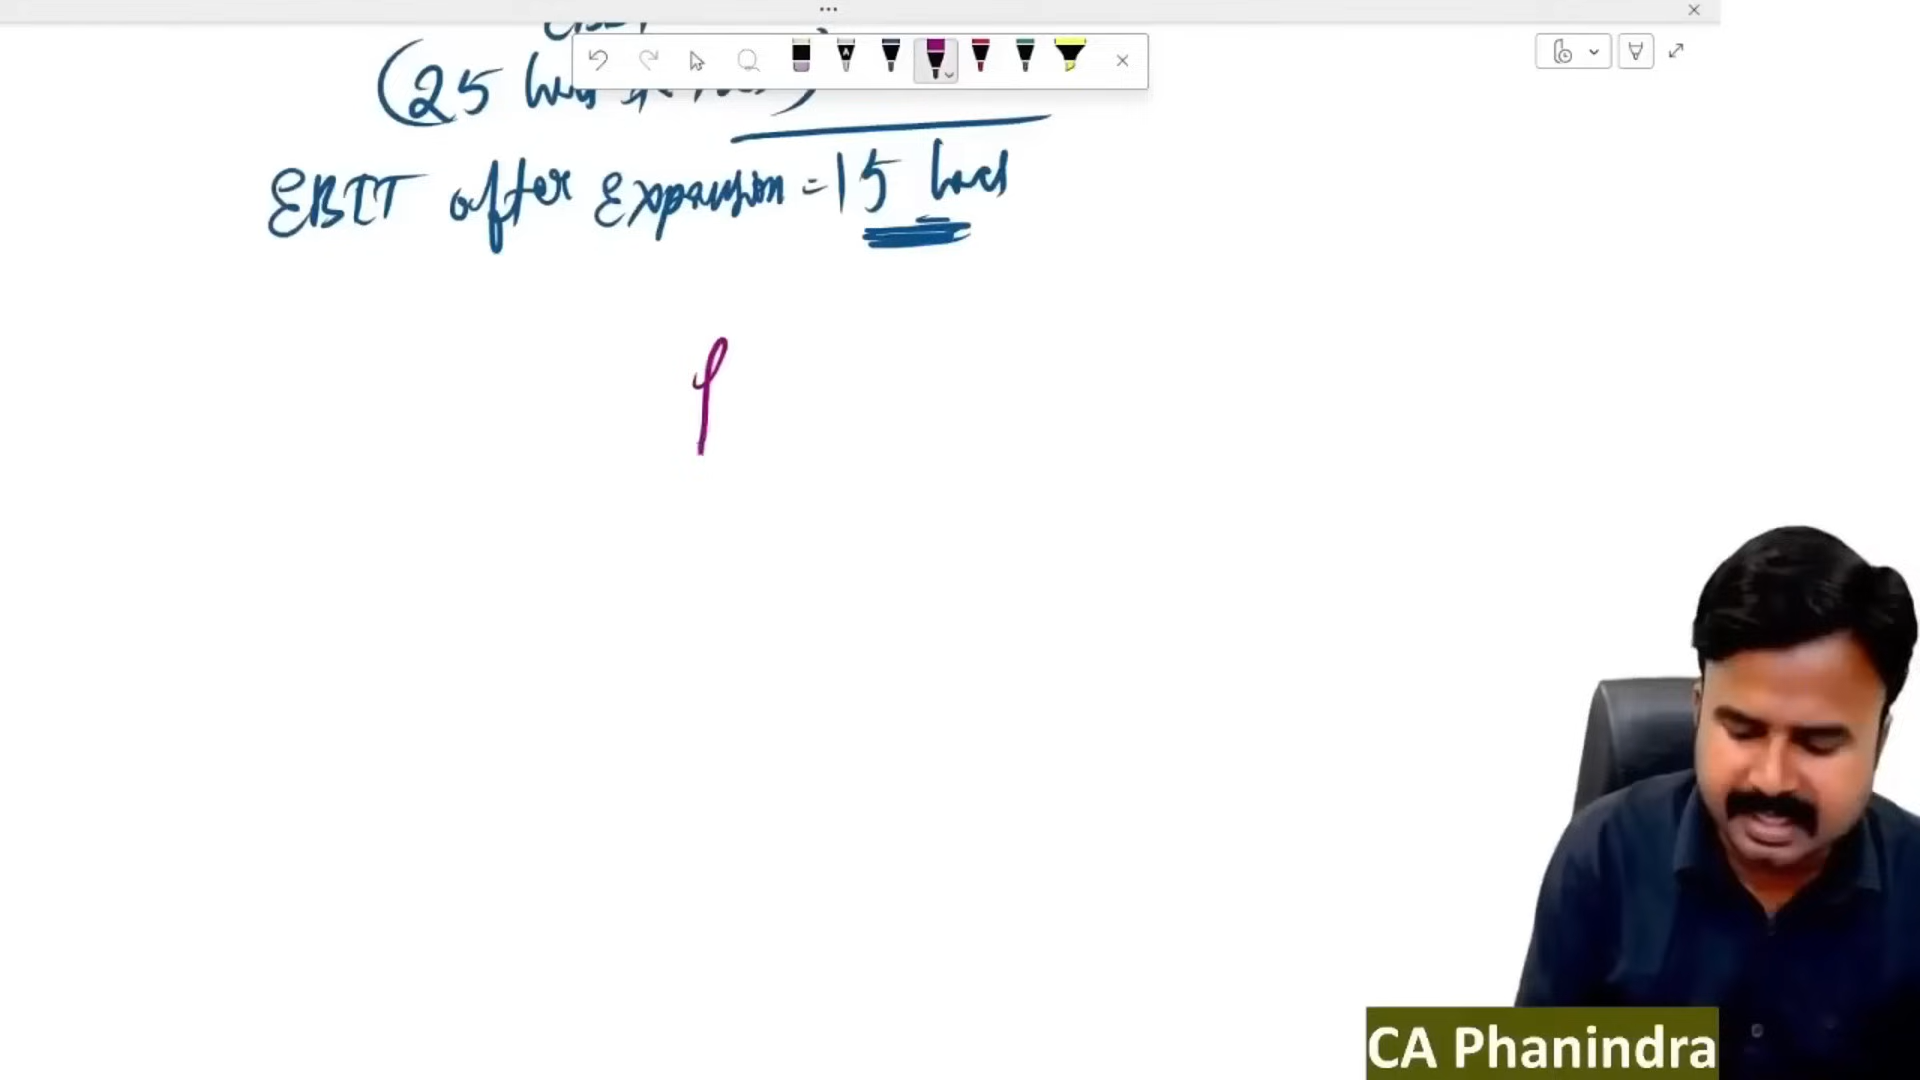 (25
EBIT after Expansion = 15 Lacs
CA Phanindra